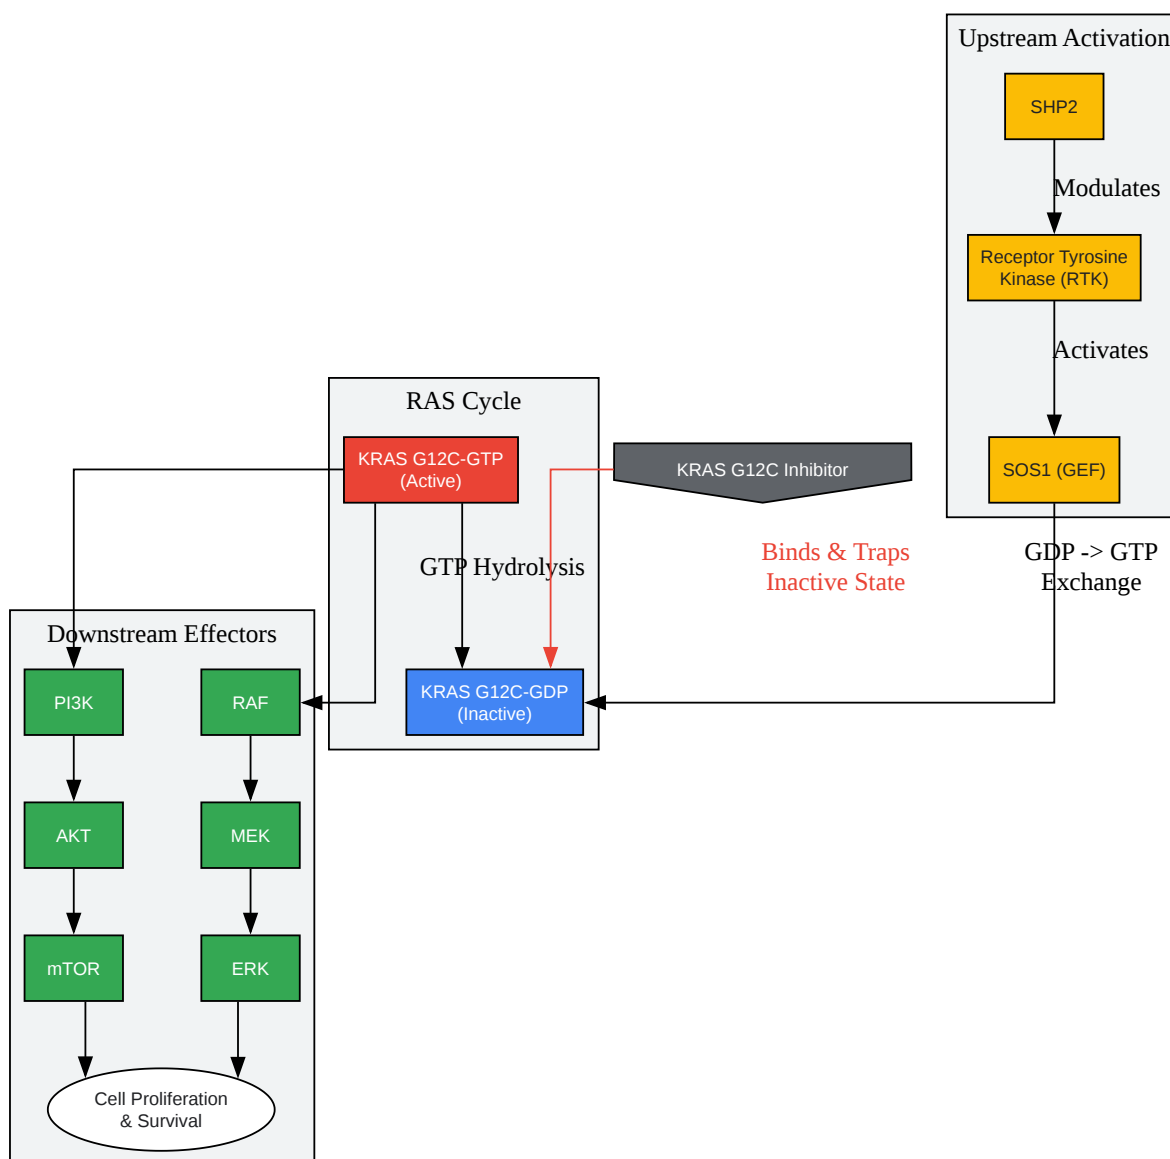 Upstream Activation
SHP2
Modulates
Receptor Tyrosine
Kinase (RTK)
Activates
SOS1 (GEF)
GDP -> GTP
Exchange
RAS Cycle
KRAS G12C-GTP
(Active)
KRAS G12C Inhibitor
GTP Hydrolysis
Binds & Traps
Inactive State
KRAS G12C-GDP
(Inactive)
Downstream Effectors
PI3K
RAF
AKT
MEK
mTOR
ERK
Cell Proliferation
& Survival